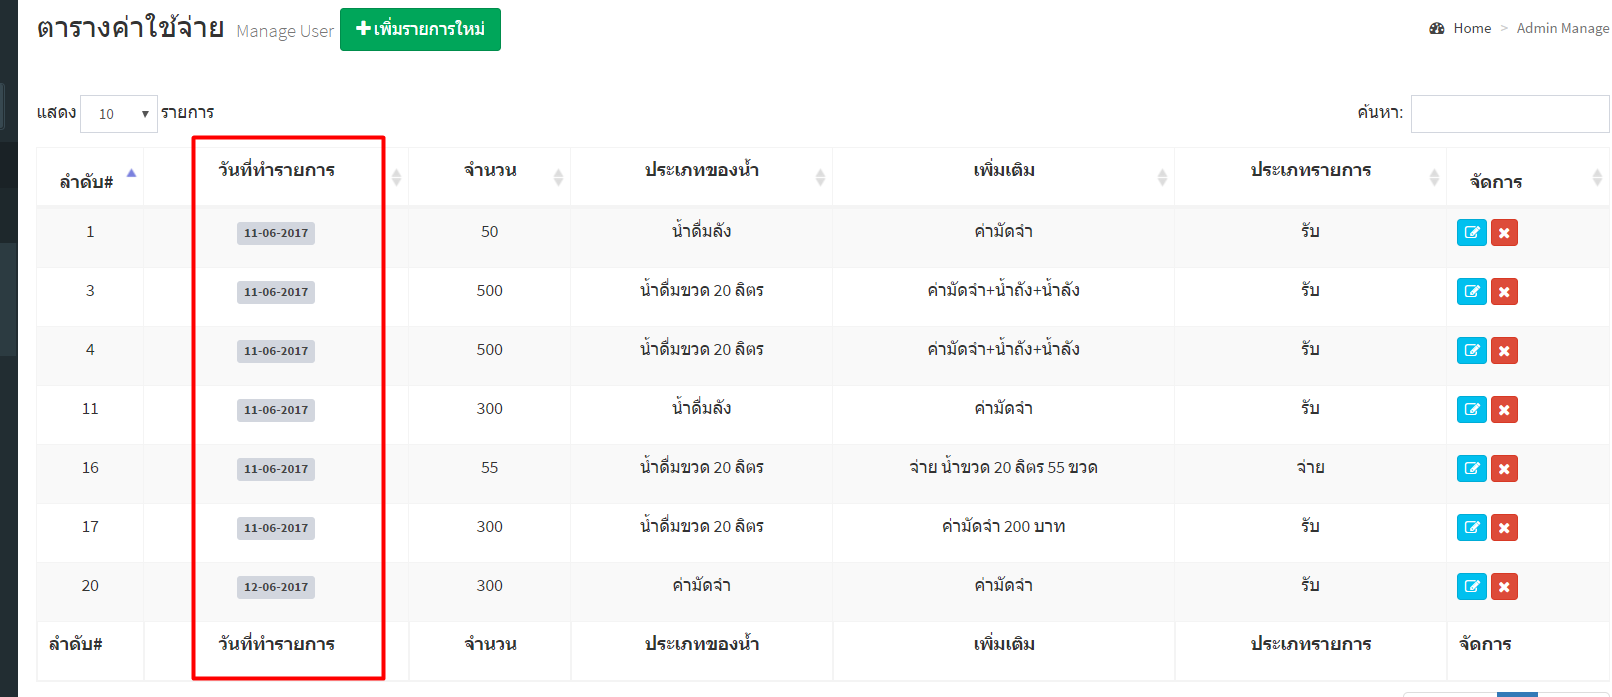 ตารางค่าใช้จ่าย Manage User เพิ่มรายการใหม่ Home > Admin Manage
แสดง 10 รายการ ค้นหา:
ลำดับ# วันที่ทำรายการ จำนวน ประเภทของน้ำ เพิ่มเติม ประเภทรายการ จัดการ
1 11-06-2017 50 น้ำดื่มลัง ค่ามัดจำ รับ
3 11-06-2017 500 น้ำดื่มขวด 20 ลิตร ค่ามัดจำ+น้ำถัง+น้ำลัง รับ
4 11-06-2017 500 น้ำดื่มขวด 20 ลิตร ค่ามัดจำ+น้ำถัง+น้ำลัง รับ
11 11-06-2017 300 น้ำดื่มลัง ค่ามัดจำ รับ
16 11-06-2017 55 น้ำดื่มขวด 20 ลิตร จ่าย น้ำขวด 20 ลิตร 55 ขวด จ่าย
17 11-06-2017 300 น้ำดื่มขวด 20 ลิตร ค่ามัดจำ 200 บาท รับ
20 12-06-2017 300 ค่ามัดจำ ค่ามัดจำ รับ
ลำดับ# วันที่ทำรายการ จำนวน ประเภทของน้ำ เพิ่มเติม ประเภทรายการ จัดการ